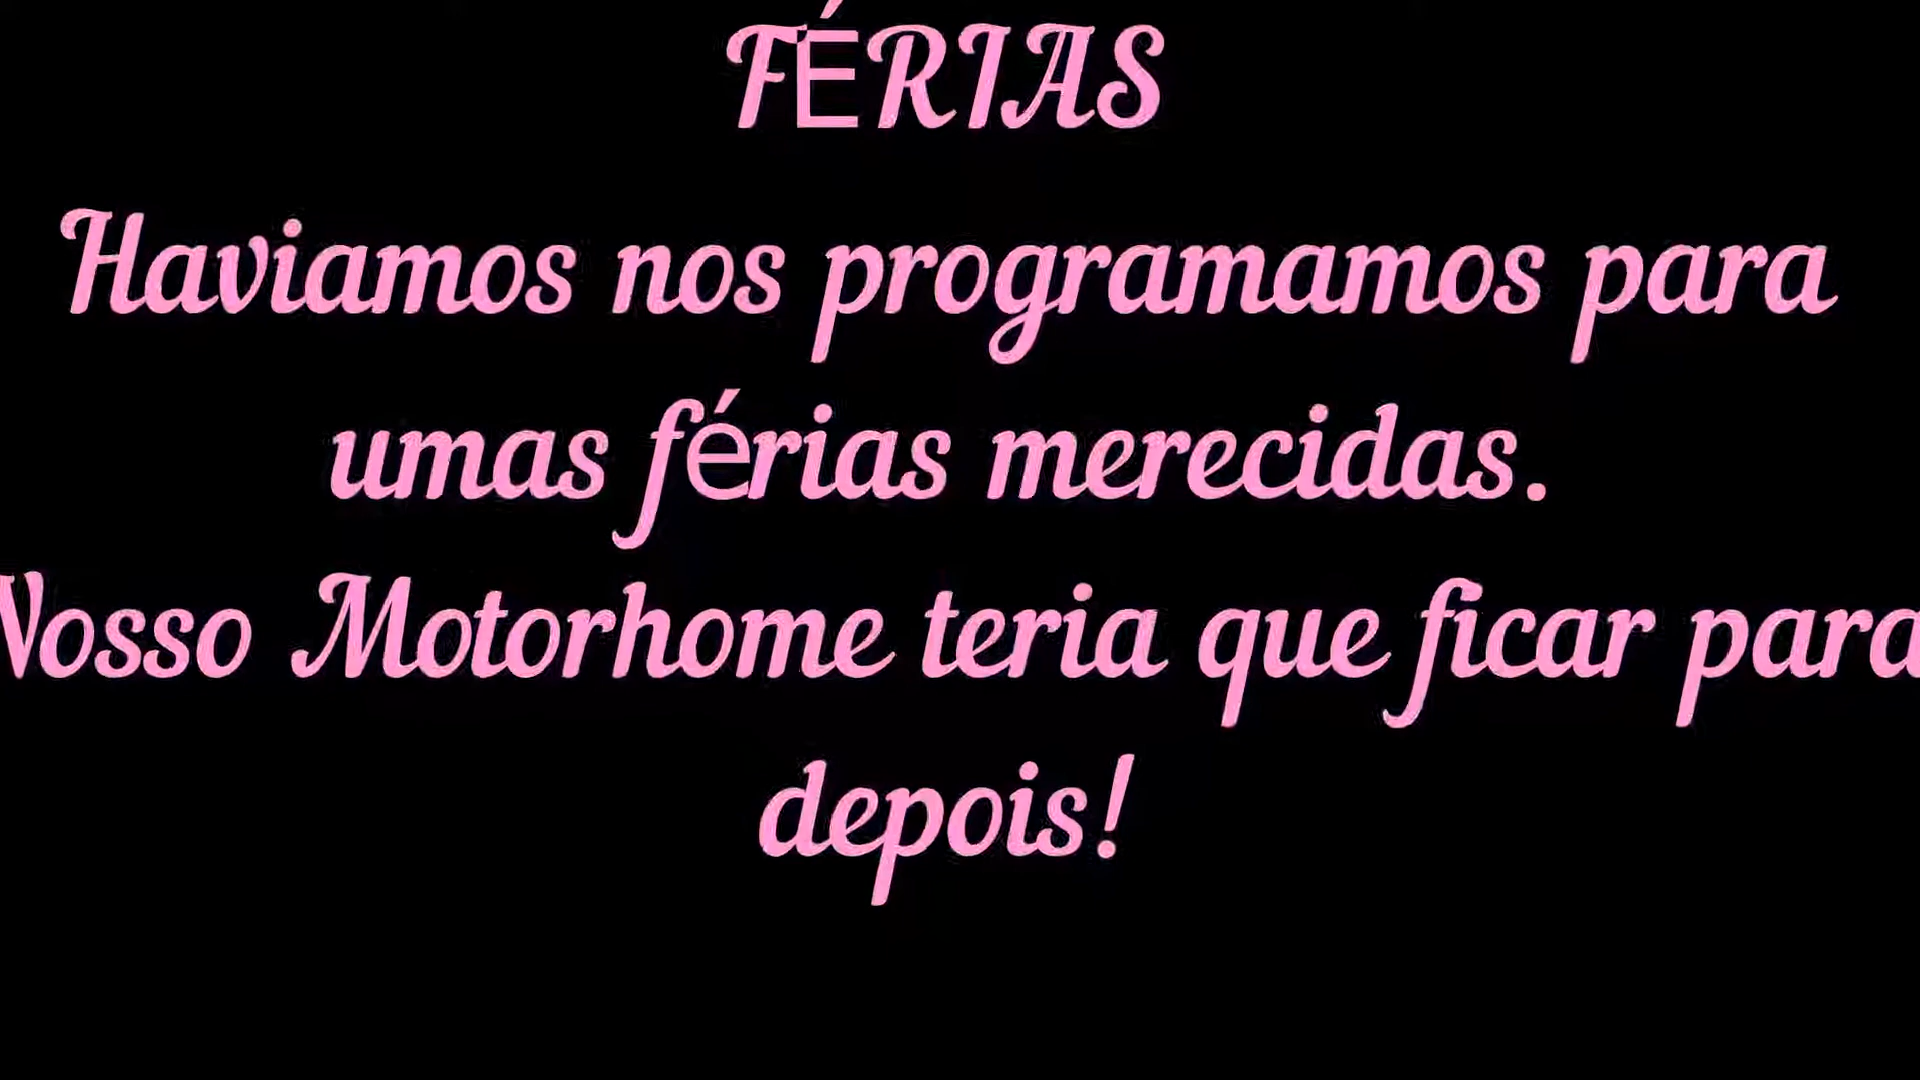 FÉRIAS
Haviamos nos programamos para
umas férias merecidas.
Nosso Motorhome teria que ficar para
depois!